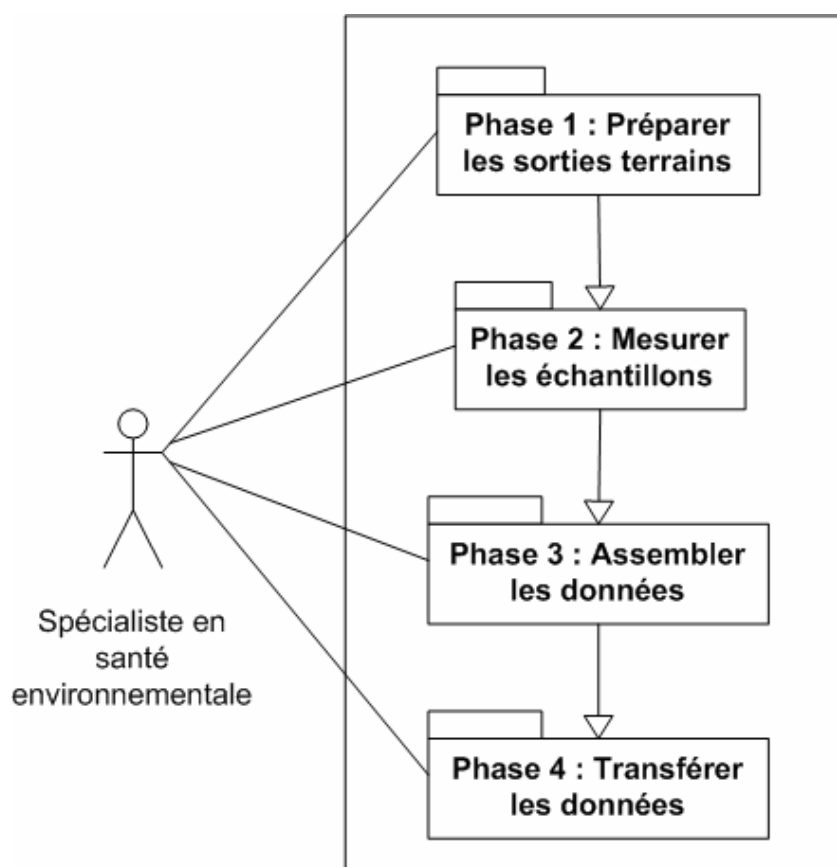 Phase 1 : Préparer
les sorties terrains
Phase 2 : Mesurer
les échantillons
Phase 3 : Assembler
les données
Spécialiste en
santé
environnementale
Phase 4 : Transférer
les données